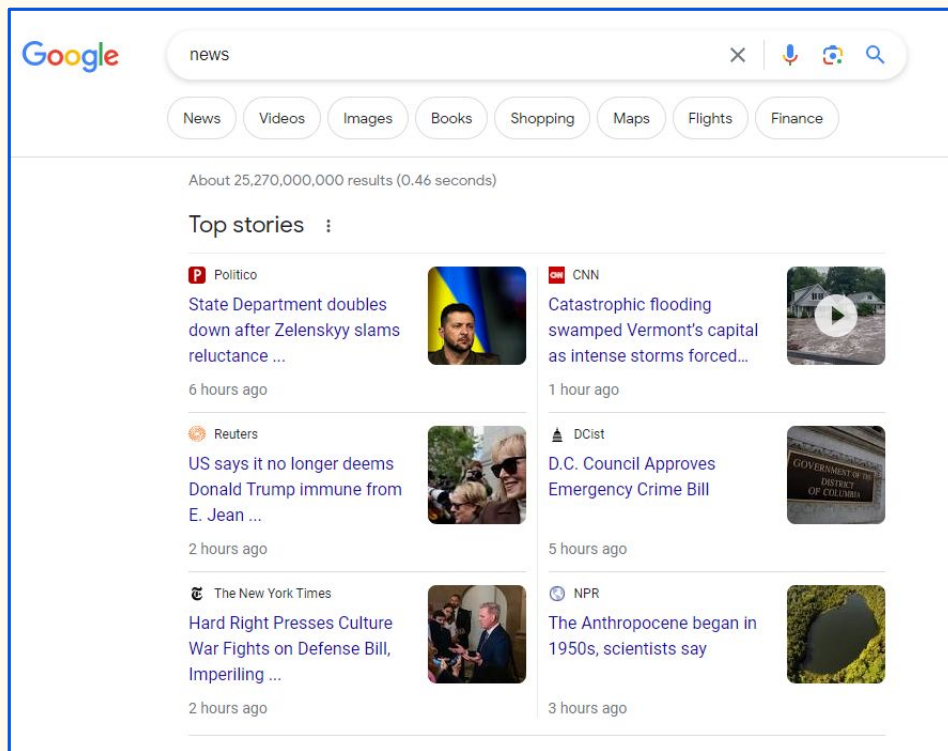 Google
news
News Videos Images Books Shopping Maps Flights Finance
About 25,270,000,000 results (0.46 seconds)
Top stories
Politico
State Department doubles
down after Zelenskyy slams
reluctance ...
6 hours ago
CNN
Catastrophic flooding
swamped Vermont's capital
as intense storms forced...
1 hour ago
Reuters
US says it no longer deems
Donald Trump immune from
E. Jean ...
2 hours ago
DCist
D.C. Council Approves
Emergency Crime Bill
GOVERNMENT OF THE
DISTRICT
OF COLUMBIA
5 hours ago
The New York Times
Hard Right Presses Culture
War Fights on Defense Bill,
Imperiling ...
2 hours ago
NPR
The Anthropocene began in
1950s, scientists say
3 hours ago